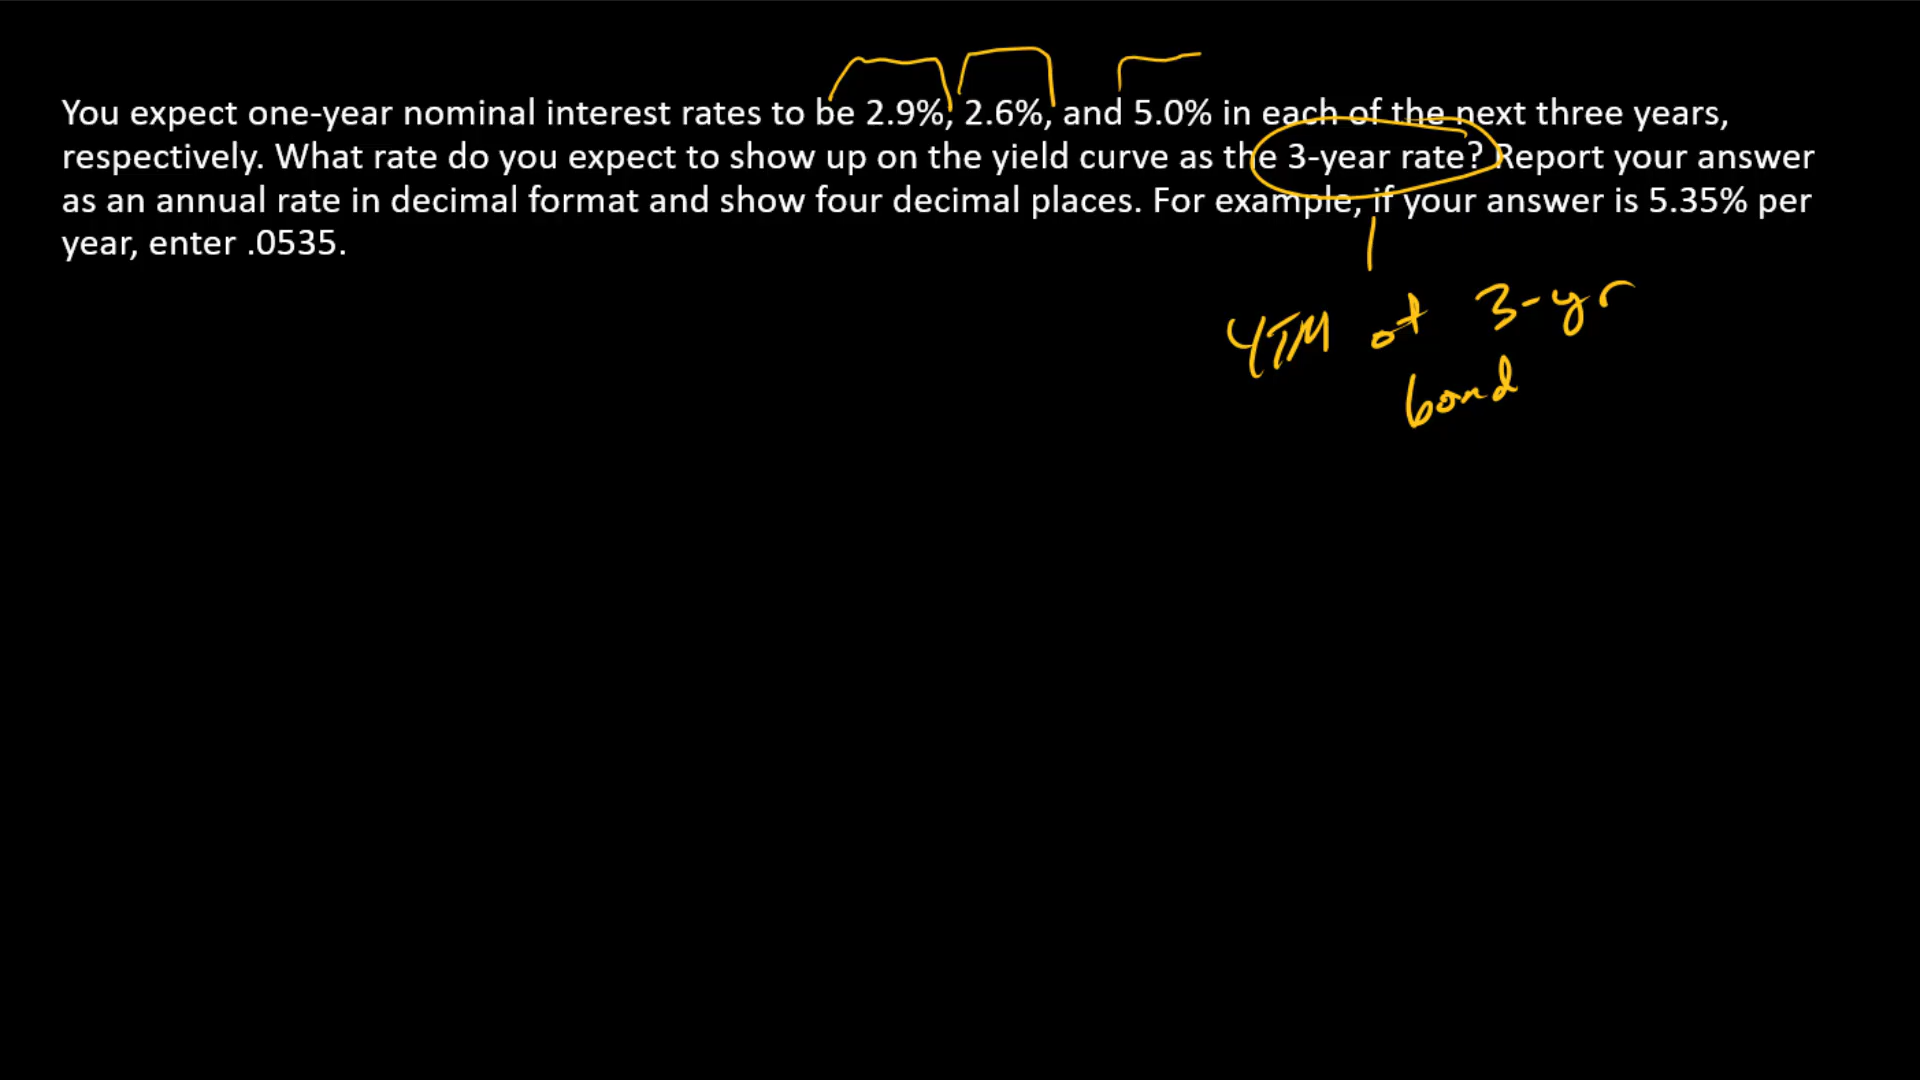 You expect one-year nominal interest rates to be 2.9%, 2.6%, and 5.0% in each of the next three years,
respectively. What rate do you expect to show up on the yield curve as the 3-year rate? Report your answer
as an annual rate in decimal format and show four decimal places. For example, if your answer is 5.35% per
year, enter .0535.
YTM of 3-yr
bond